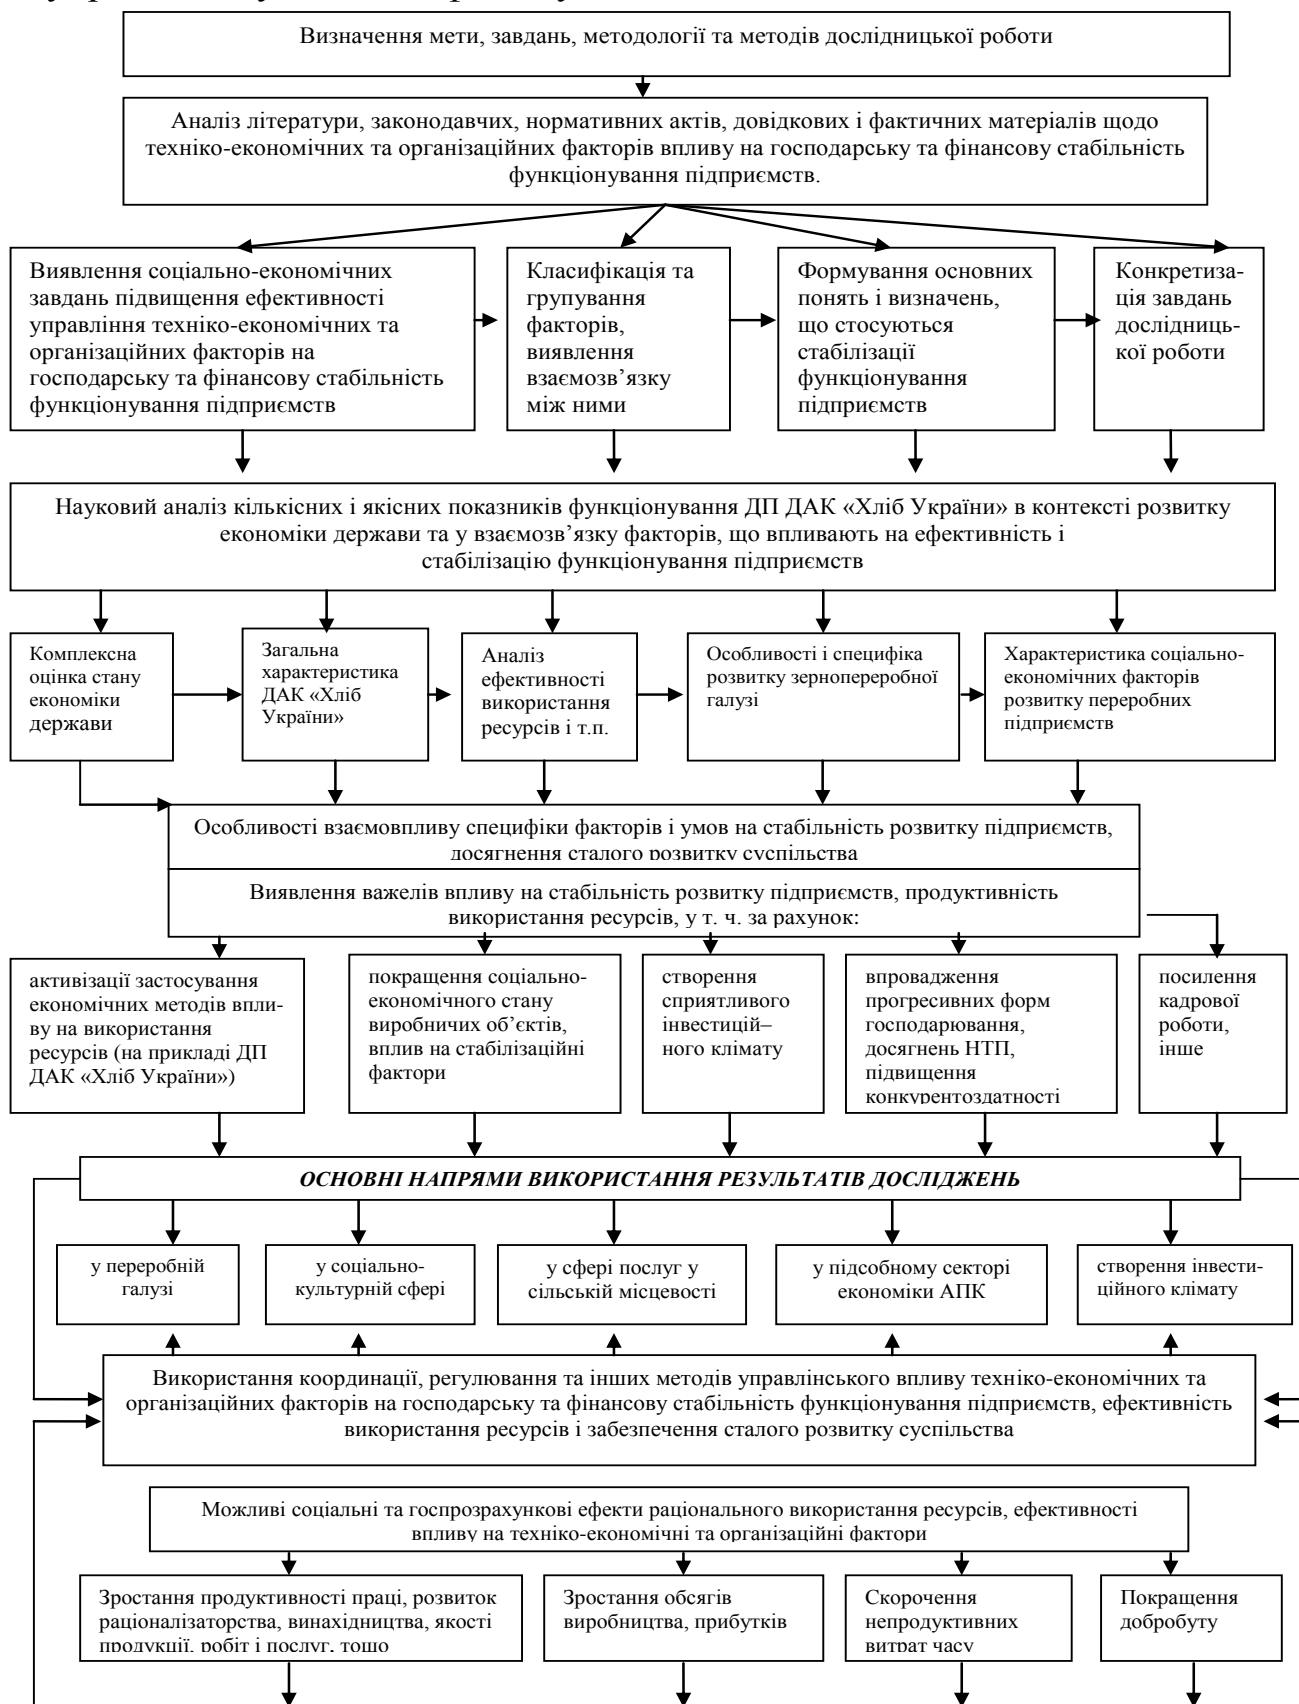 Визначення мети, завдань, методології та методів дослідницької роботи
Аналіз літератури, законодавчих, нормативних актів, довідкових і фактичних матеріалів щодо
техніко-економічних та організаційних факторів впливу на господарську та фінансову стабільність
функціонування підприємств.
Виявлення соціально-економічних
завдань підвищення ефективності
управління техніко-економічних та
організаційних факторів на
господарську та фінансову стабільність
функціонування підприємств
Класифікація та
групування
факторів,
виявлення
взаємозв’язку
між ними
Формування основних
понять і визначень,
що стосуються
стабілізації
функціонування
підприємств
Конкретиза-
ція завдань
дослідниць-
кої роботи
Науковий аналіз кількісних і якісних показників функціонування ДП ДАК «Хліб України» в контексті розвитку
економіки держави та у взаємозв’язку факторів, що впливають на ефективність і
стабілізацію функціонування підприємств
Комплексна
оцінка стану
економіки
держави
Загальна
характеристика
ДАК «Хліб
України»
Аналіз
ефективності
використання
ресурсів і т.п.
Особливості і специфіка
розвитку зернопереробної
галузі
Характеристика соціально-
економічних факторів
розвитку переробних
підприємств
Особливості взаємовпливу специфіки факторів і умов на стабільність розвитку підприємств,
досягнення сталого розвитку суспільства
Виявлення важелів впливу на стабільність розвитку підприємств, продуктивність
використання ресурсів, у т. ч. за рахунок:
активізації застосування
економічних методів впли-
ву на використання
ресурсів (на прикладі ДП
ДАК «Хліб України»)
покращення соціально-
економічного стану
виробничих об’єктів,
вплив на стабілізаційні
фактори
створення
сприятливого
інвестицій–
ного клімату
впровадження
прогресивних форм
господарювання,
досягнень НТП,
підвищення
конкурентоздатності
посилення
кадрової
роботи,
інше
ОСНОВНІ НАПРЯМИ ВИКОРИСТАННЯ РЕЗУЛЬТАТІВ ДОСЛІДЖЕНЬ
у переробній
галузі
у соціально-
культурній сфері
у сфері послуг у
сільській місцевості
у підсобному секторі
економіки АПК
створення інвести-
ційного клімату
Використання координації, регулювання та інших методів управлінського впливу техніко-економічних та
організаційних факторів на господарську та фінансову стабільність функціонування підприємств, ефективність
використання ресурсів і забезпечення сталого розвитку суспільства
Можливі соціальні та госпрозрахункові ефекти раціонального використання ресурсів, ефективності
впливу на техніко-економічні та організаційні фактори
Зростання продуктивності праці, розвиток
раціоналізаторства, винахідництва, якості
продукції, робіт і послуг, тощо
Зростання обсягів
виробництва, прибутків
Скорочення
непродуктивних
витрат часу
Покращення
добробуту